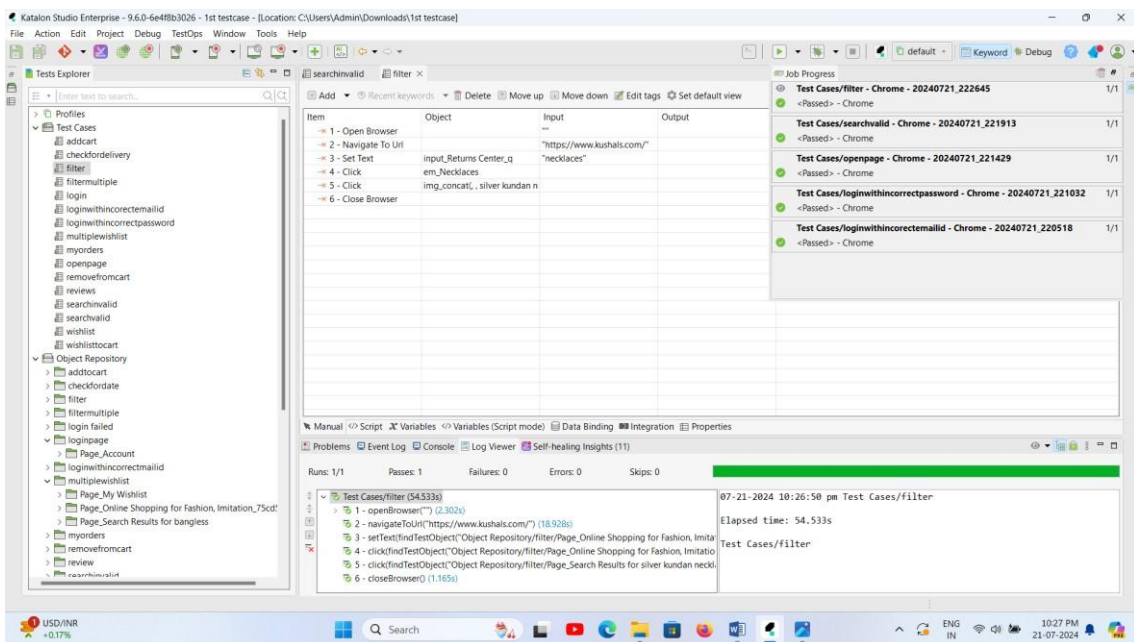 Katalon Studio Enterprise - 9.6.0-6e4f8b3026 - 1st testcase - [Location: C:\Users\Admin\Downloads\1st testcase]
File Action Edit Project Debug TestOps Window Tools Help
default
Keyword
Debug
Tests Explorer
Enter text to search...
Profiles
Test Cases
addcart
checkfordelivery
filter
filtermultiple
login
loginwithincorectemailid
loginwithincorrectpassword
multiplewishlist
myorders
openpage
removefromcart
reviews
searchinvalid
searchvalid
wishlist
wishlisttocart
Object Repository
addtocart
checkfordate
filter
filtermultiple
login failed
loginpage
Page_Account
loginwithincorrectmailid
multiplewishlist
Page_My Wishlist
Page_Online Shopping for Fashion, Imitation_75cd!
Page_Search Results for bangless
myorders
removefromcart
review
searchinvalid
searchinvalid filter
Add Recent keywords Delete Move up Move down Edit tags Set default view
Item Object Input Output
1 - Open Browser ""
2 - Navigate To Url "https://www.kushals.com/"
3 - Set Text input_Returns Center_q "necklaces"
4 - Click em_Necklaces
5 - Click img_concat(, , silver kundan n
6 - Close Browser
Manual Script Variables Variables (Script mode) Data Binding Integration Properties
Job Progress
Test Cases/filter - Chrome - 20240721_222645 1/1
<Passed> - Chrome
Test Cases/searchvalid - Chrome - 20240721_221913 1/1
<Passed> - Chrome
Test Cases/openpage - Chrome - 20240721_221429 1/1
<Passed> - Chrome
Test Cases/loginwithincorrectpassword - Chrome - 20240721_221032 1/1
<Passed> - Chrome
Test Cases/loginwithincorectemailid - Chrome - 20240721_220518 1/1
<Passed> - Chrome
Problems Event Log Console Log Viewer Self-healing Insights (11)
Runs: 1/1 Passes: 1 Failures: 0 Errors: 0 Skips: 0
Test Cases/filter (54.533s)
1 - openBrowser("") (2.302s)
2 - navigateToUrl("https://www.kushals.com/") (18.928s)
3 - setText(findTestObject("Object Repository/filter/Page_Online Shopping for Fashion, Imita
4 - click(findTestObject("Object Repository/filter/Page_Online Shopping for Fashion, Imitatio
5 - click(findTestObject("Object Repository/filter/Page_Search Results for silver kundan neckl
6 - closeBrowser() (1.165s)
07-21-2024 10:26:50 pm Test Cases/filter
Elapsed time: 54.533s
Test Cases/filter
USD/INR
+0.17%
Search
ENG
IN
10:27 PM
21-07-2024